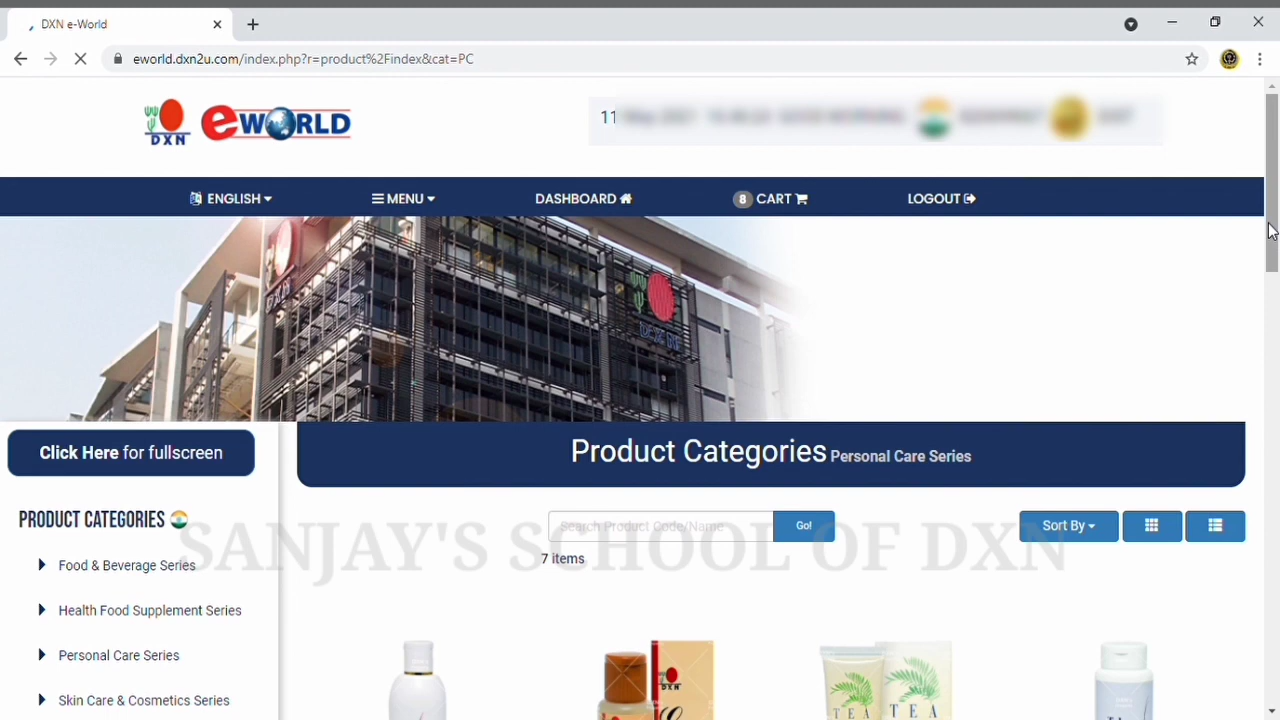 DXN e-World
eworld.dxn2u.com/index.php?r=product%2Findex&cat=PC
DXN eWORLD
11
ENGLISH MENU DASHBOARD 8 CART LOGOUT
DXN
DXN
Click Here for fullscreen
Product Categories Personal Care Series
PRODUCT CATEGORIES
Search Product Code/Name Go! Sort By
SANJAY'S SCHOOL OF DXN
7 items
Food & Beverage Series
Health Food Supplement Series
Personal Care Series
Skin Care & Cosmetics Series
DXN
TEA TEA